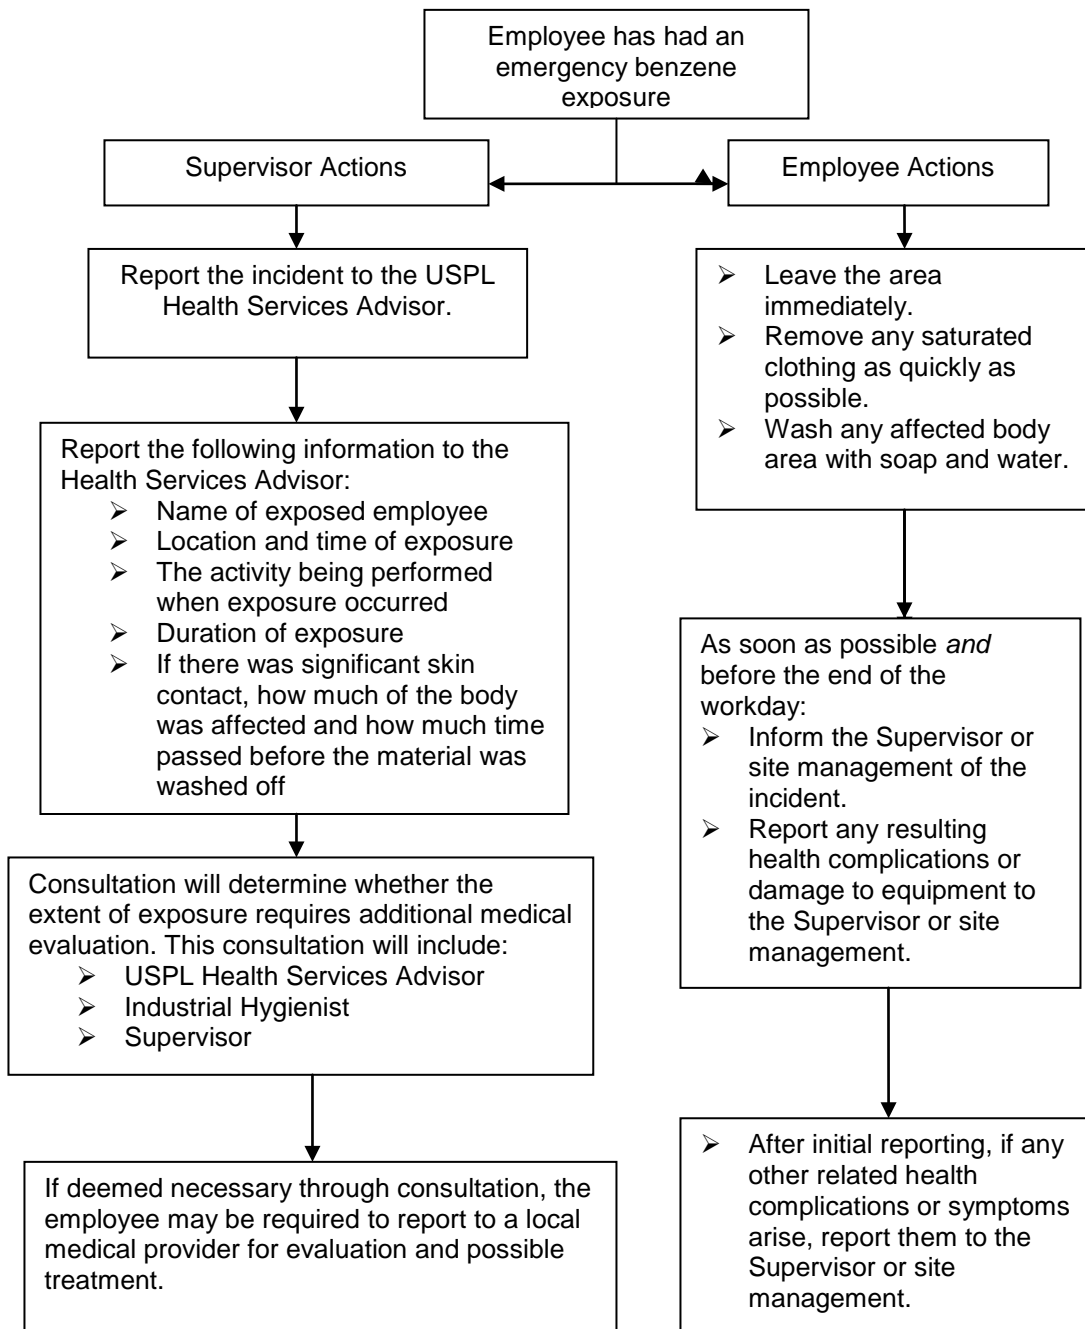 Employee has had an
emergency benzene
exposure
Supervisor Actions
Employee Actions
Report the incident to the USPL
Health Services Advisor.
Report the following information to the
Health Services Advisor:
➢ Name of exposed employee
➢ Location and time of exposure
➢ The activity being performed
when exposure occurred
➢ Duration of exposure
➢ If there was significant skin
contact, how much of the body
was affected and how much time
passed before the material was
washed off
Consultation will determine whether the
extent of exposure requires additional medical
evaluation. This consultation will include:
➢ USPL Health Services Advisor
➢ Industrial Hygienist
➢ Supervisor
If deemed necessary through consultation, the
employee may be required to report to a local
medical provider for evaluation and possible
treatment.
➢ Leave the area
immediately.
➢ Remove any saturated
clothing as quickly as
possible.
➢ Wash any affected body
area with soap and water.
As soon as possible and
before the end of the
workday:
➢ Inform the Supervisor or
site management of the
incident.
➢ Report any resulting
health complications or
damage to equipment to
the Supervisor or site
management.
➢ After initial reporting, if any
other related health
complications or symptoms
arise, report them to the
Supervisor or site
management.